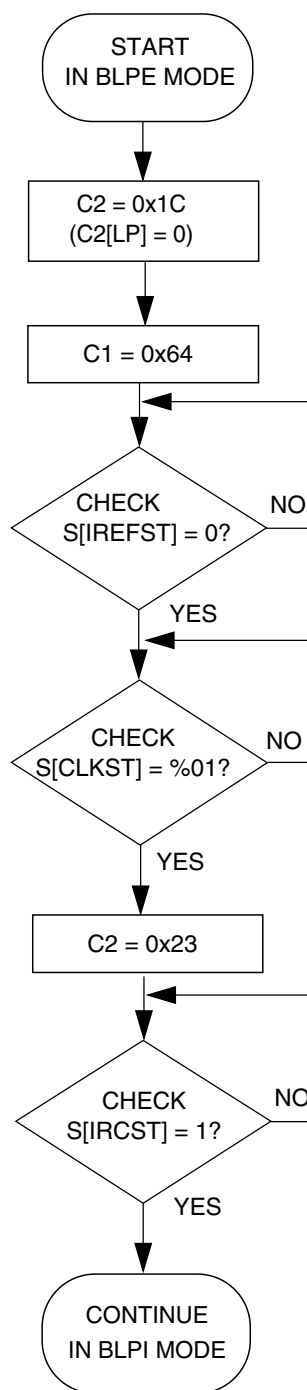 START
IN BLPE MODE
C2 = 0x1C
(C2[LP] = 0)
C1 = 0x64
CHECK
S[IREFST] = 0?
NO
YES
CHECK
S[CLKST] = %01?
NO
YES
C2 = 0x23
CHECK
S[IRCST] = 1?
NO
YES
CONTINUE
IN BLPI MODE